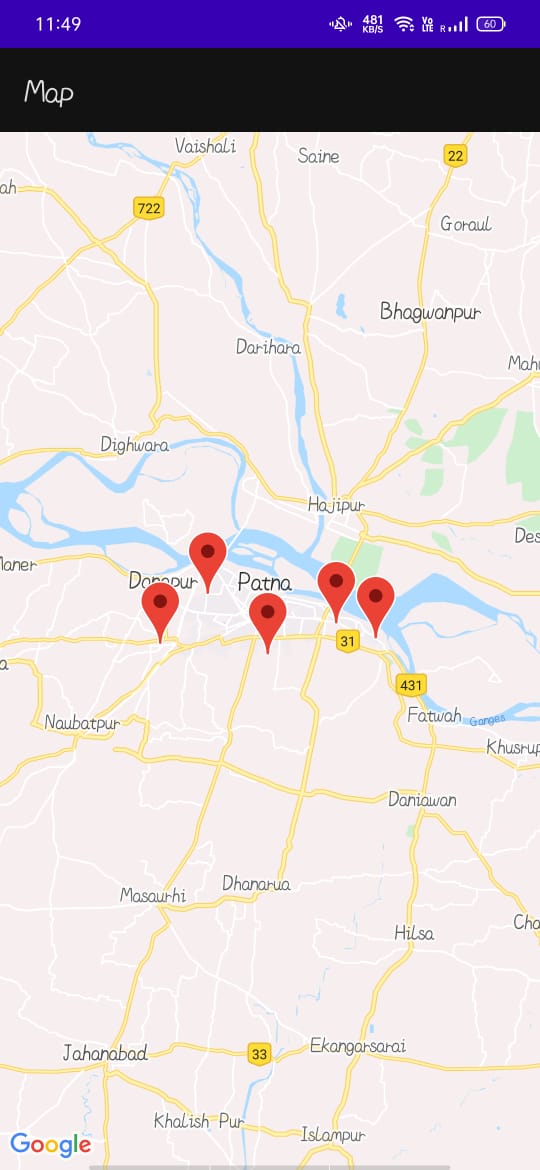 11:49
481
KB/S
Vo
LTE
R
60
Map
Vaishali
Saine
22
ah
722
Goraul
Bhagwanpur
Darihara
Mahu
Dighwara
Hajipur
Des
Maner
Danapur
Patna
31
a
431
Fatwah
Ganges
Naubatpur
Khusrup
Daniawan
Dhanarua
Masaurhi
Cha
Hilsa
Jahanabad
33
Ekangarsarai
Khalish Pur
Islampur
Google